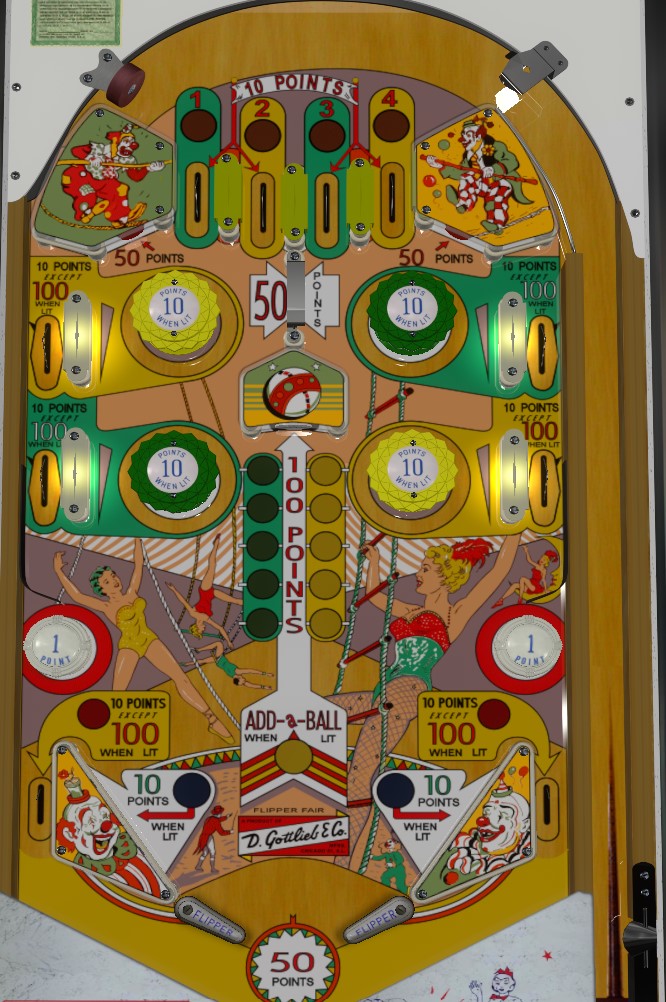 10 POINTS
1
2
3
4
50 POINTS
50 POINTS
10 POINTS
EXCEPT
100
WHEN
LIT
POINTS
10
WHEN LIT
50
POINTS
POINTS
10
WHEN LIT
10 POINTS
EXCEPT
100
WHEN
LIT
10 POINTS
EXCEPT
100
WHEN LIT
POINTS
10
WHEN LIT
POINTS
10
WHEN LIT
10 POINTS
EXCEPT
100
WHEN LIT
100 POINTS
1
POINT
1
POINT
10 POINTS
EXCEPT
100
WHEN LIT
ADD-a-BALL
WHEN LIT
10 POINTS
EXCEPT
100
WHEN LIT
10
POINTS
WHEN
LIT
10
POINTS
WHEN
LIT
FLIPPER FAIR
A PRODUCT OF
D. Gottlieb & Co.
FLIPPER
FLIPPER
50
POINTS